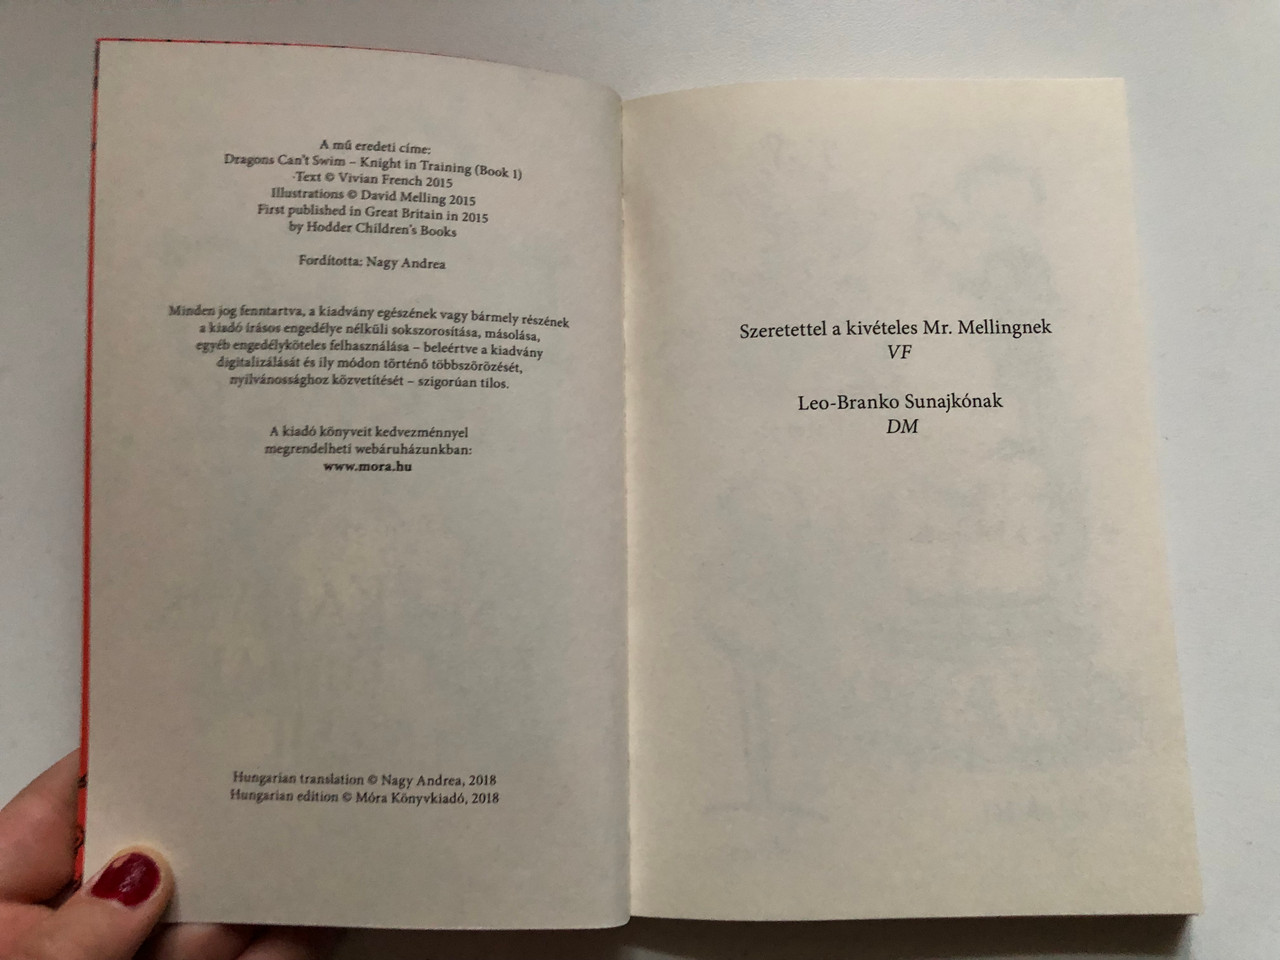 A mű eredeti címe:
Dragons Can't Swim – Knight in Training (Book 1)
Text © Vivian French 2015
Illustrations © David Melling 2015
First published in Great Britain in 2015
by Hodder Children's Books
Fordította: Nagy Andrea
Minden jog fenntartva, a kiadvány egészének vagy bármely részének
a kiadó írásos engedélye nélküli sokszorosítása, másolása,
egyéb engedélyköteles felhasználása – beleértve a kiadvány
digitalizálását és ily módon történő többszörözését,
nyilvánossághoz közvetítését – szigorúan tilos.
A kiadó könyveit kedvezménnyel
megrendelheti webáruházunkban:
www.mora.hu
Hungarian translation © Nagy Andrea, 2018
Hungarian edition © Móra Könyvkiadó, 2018
Szeretettel a kivételes Mr. Mellingnek
VF
Leo-Branko Sunajkónak
DM